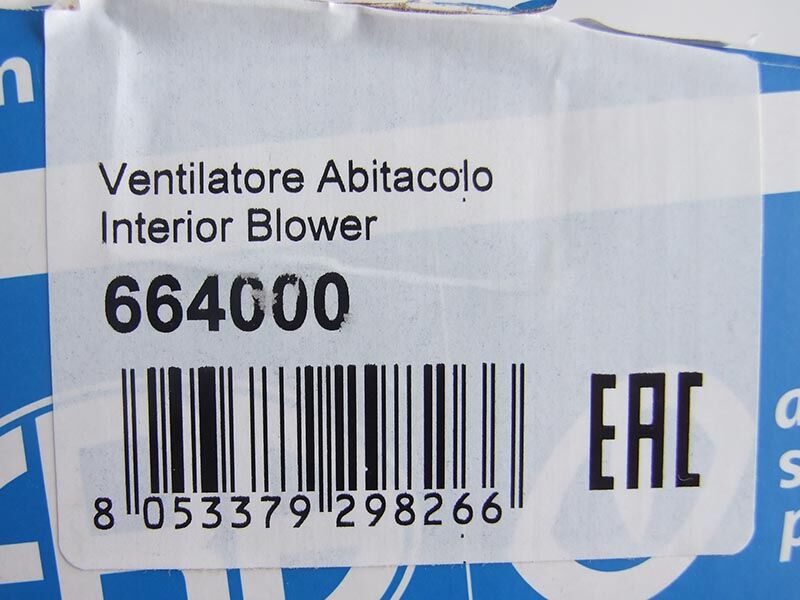 Ventilatore Abitacolo
Interior Blower
664000
EAC
8 053379 298266